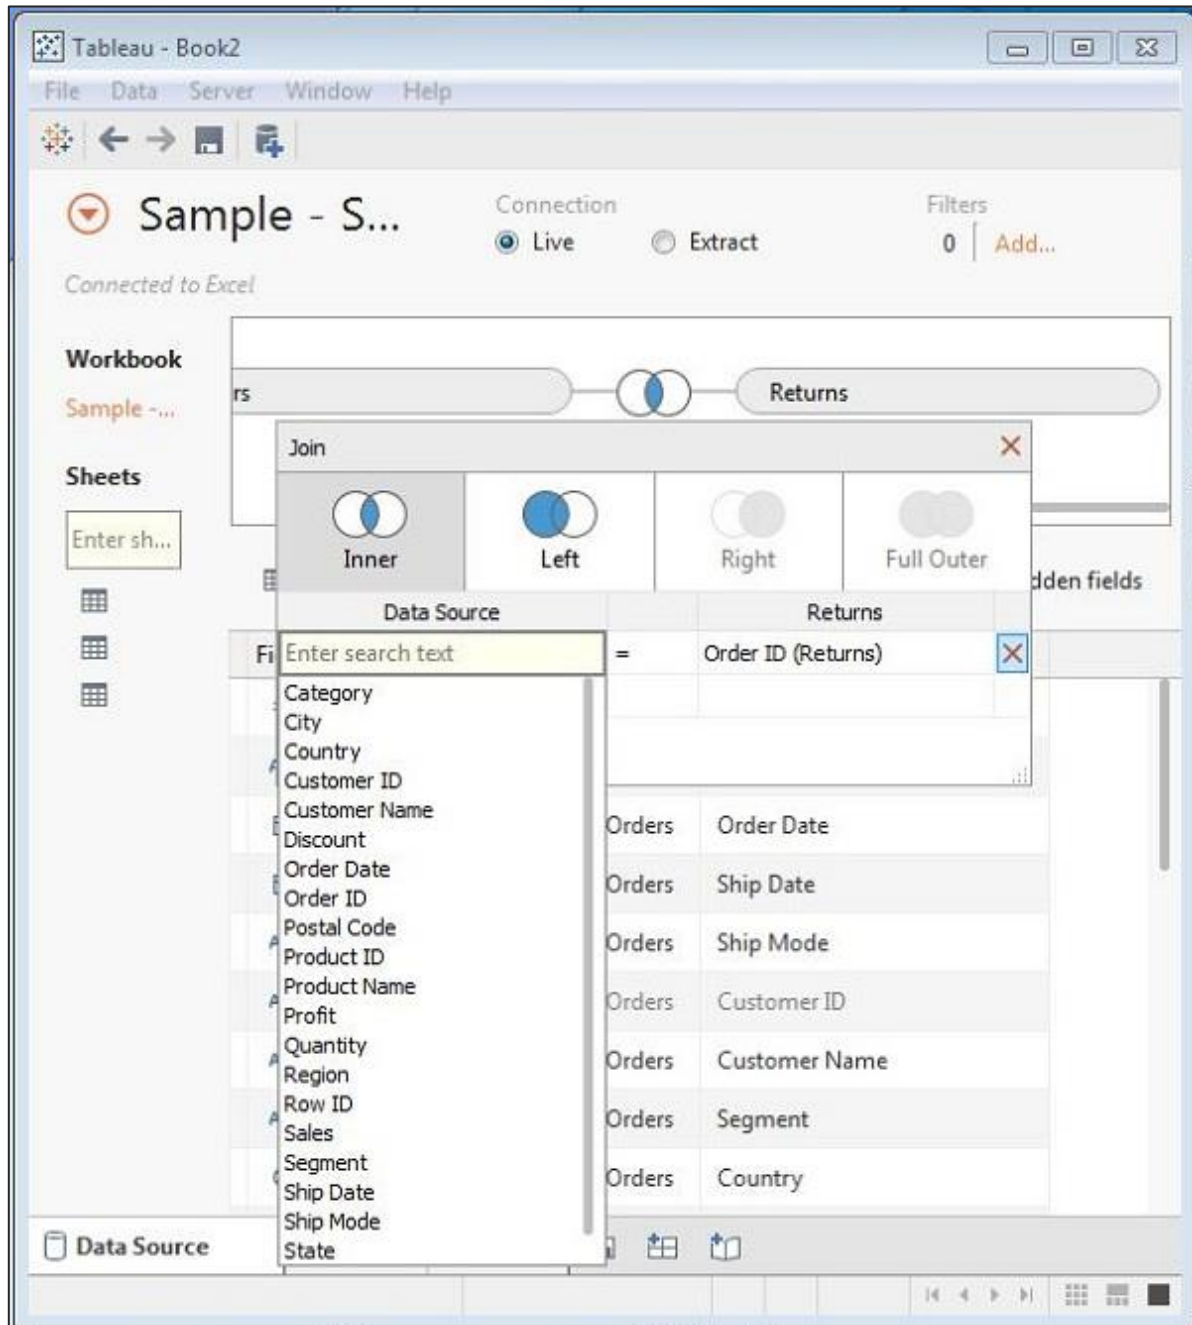 Tableau - Book2
File Data Server Window Help
Sample - S...
Connection
Live Extract
Filters
0 Add...
Connected to Excel
Workbook
Sample -...
Sheets
Enter sh...
rs
Returns
Join
Inner Left Right Full Outer
dden fields
Data Source Returns
Fi
Enter search text = Order ID (Returns)
Category
City
Country
Customer ID
Customer Name
Discount
Order Date
Order ID
Postal Code
Product ID
Product Name
Profit
Quantity
Region
Row ID
Sales
Segment
Ship Date
Ship Mode
State
Orders Order Date
Orders Ship Date
Orders Ship Mode
Orders Customer ID
Orders Customer Name
Orders Segment
Orders Country
Data Source